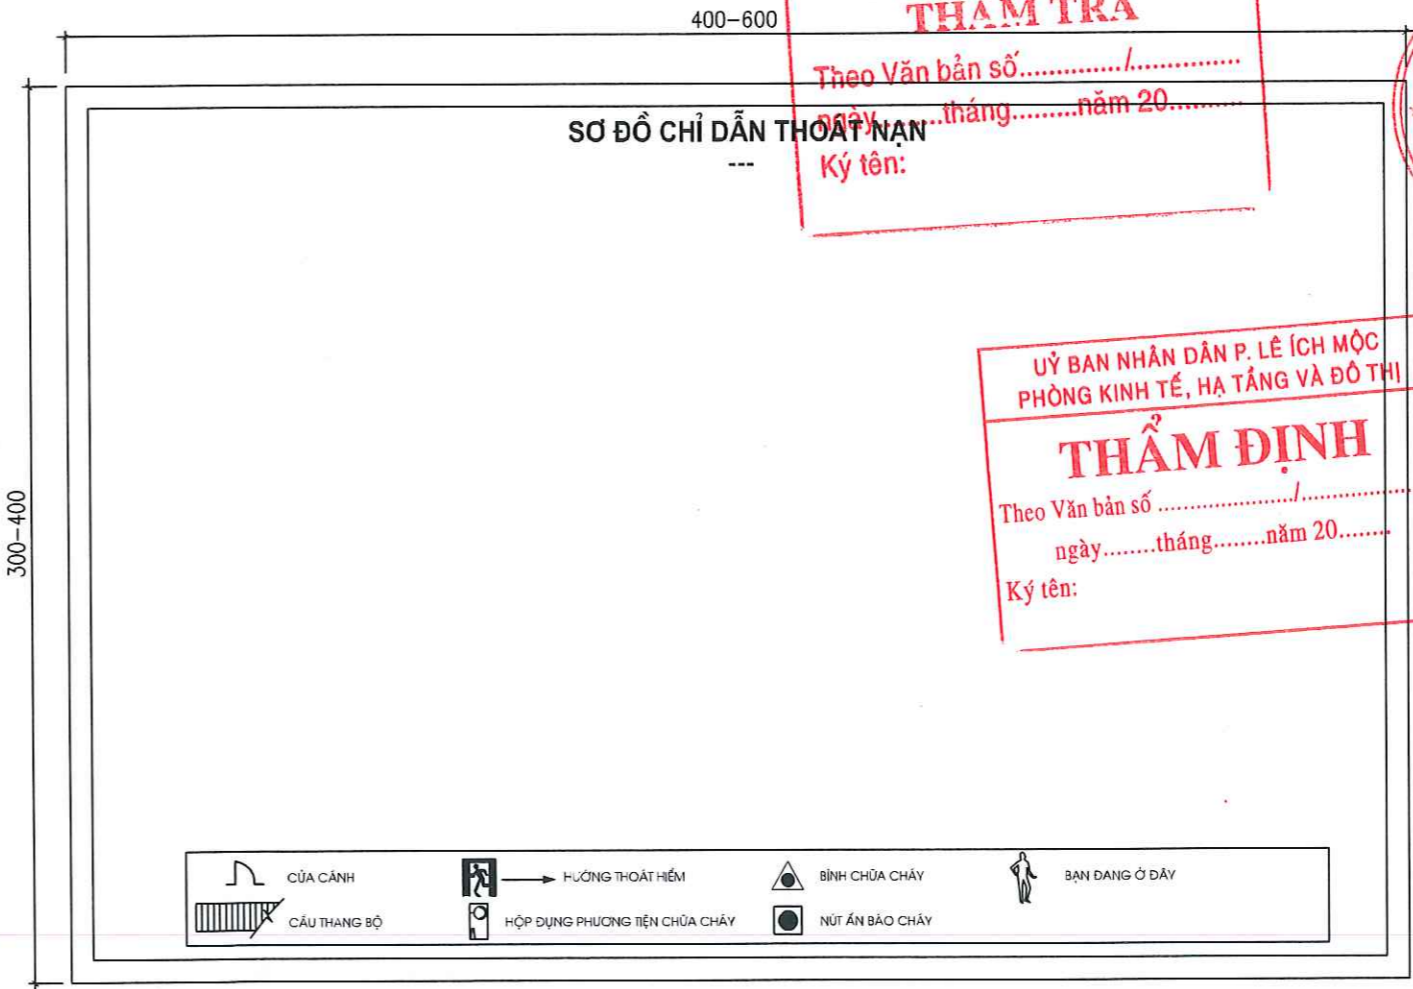 400-600
THẨM TRA
Theo Văn bản số............../...............
ngày.........tháng.........năm 20..........
Ký tên:
SƠ ĐỒ CHỈ DẪN THOÁT NẠN
---
300-400
UỶ BAN NHÂN DÂN P. LÊ ÍCH MỘC
PHÒNG KINH TẾ, HẠ TẦNG VÀ ĐÔ THỊ
THẨM ĐỊNH
Theo Văn bản số ....................../..................
ngày........tháng........năm 20........
Ký tên:
CỬA CÁNH
HƯỚNG THOÁT HIỂM
BÌNH CHỮA CHÁY
BẠN ĐANG Ở ĐÂY
CẦU THANG BỘ
HỘP ĐỰNG PHƯƠNG TIỆN CHỮA CHÁY
NÚT ẤN BÁO CHÁY